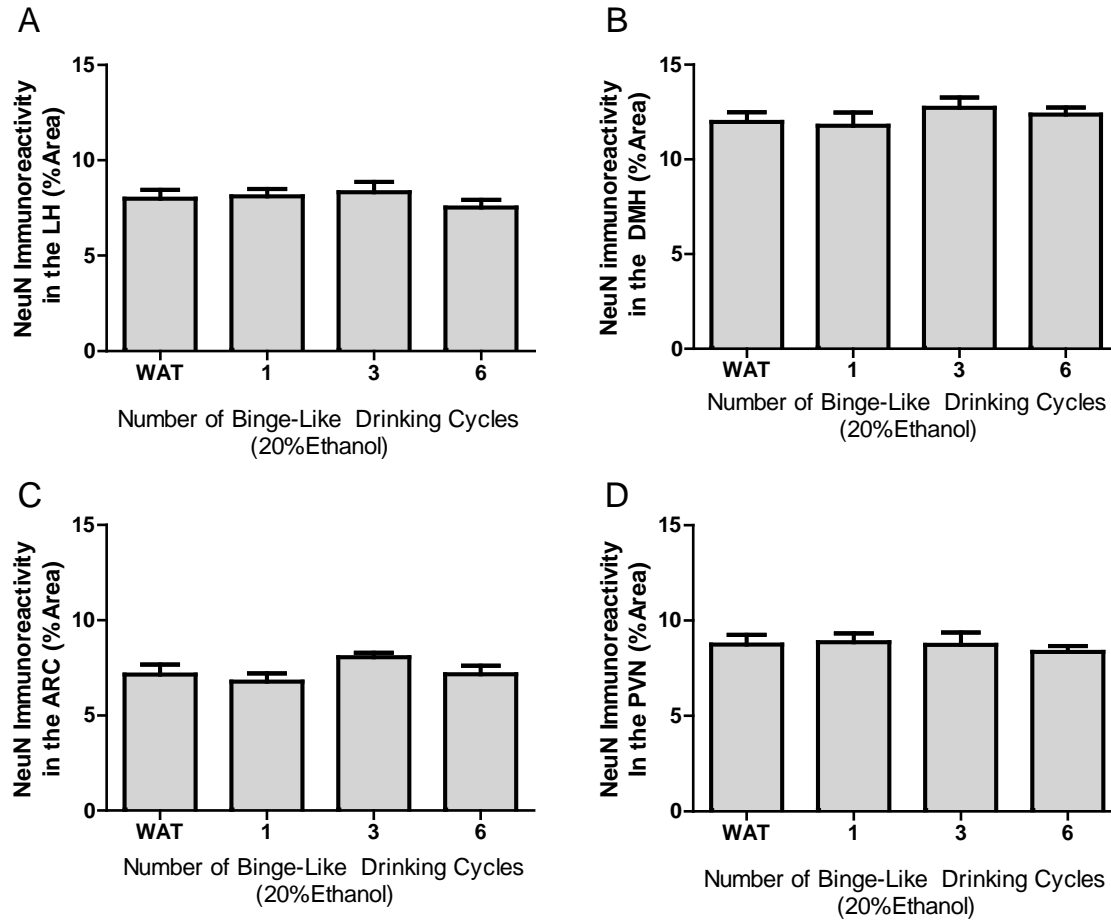 A
NeuN Immunoreactivity
in the LH (%Area)
15
10
5
0
WAT 1 3 6
Number of Binge-Like Drinking Cycles
(20%Ethanol)
B
NeuN immunoreactivity
in the DMH (%Area)
15
10
5
0
WAT 1 3 6
Number of Binge-Like Drinking Cycles
(20%Ethanol)
C
NeuN Immunoreactivity
in the ARC (%Area)
15
10
5
0
WAT 1 3 6
Number of Binge-Like Drinking Cycles
(20%Ethanol)
D
NeuN Immunoreactivity
In the PVN (%Area)
15
10
5
0
WAT 1 3 6
Number of Binge-Like Drinking Cycles
(20%Ethanol)